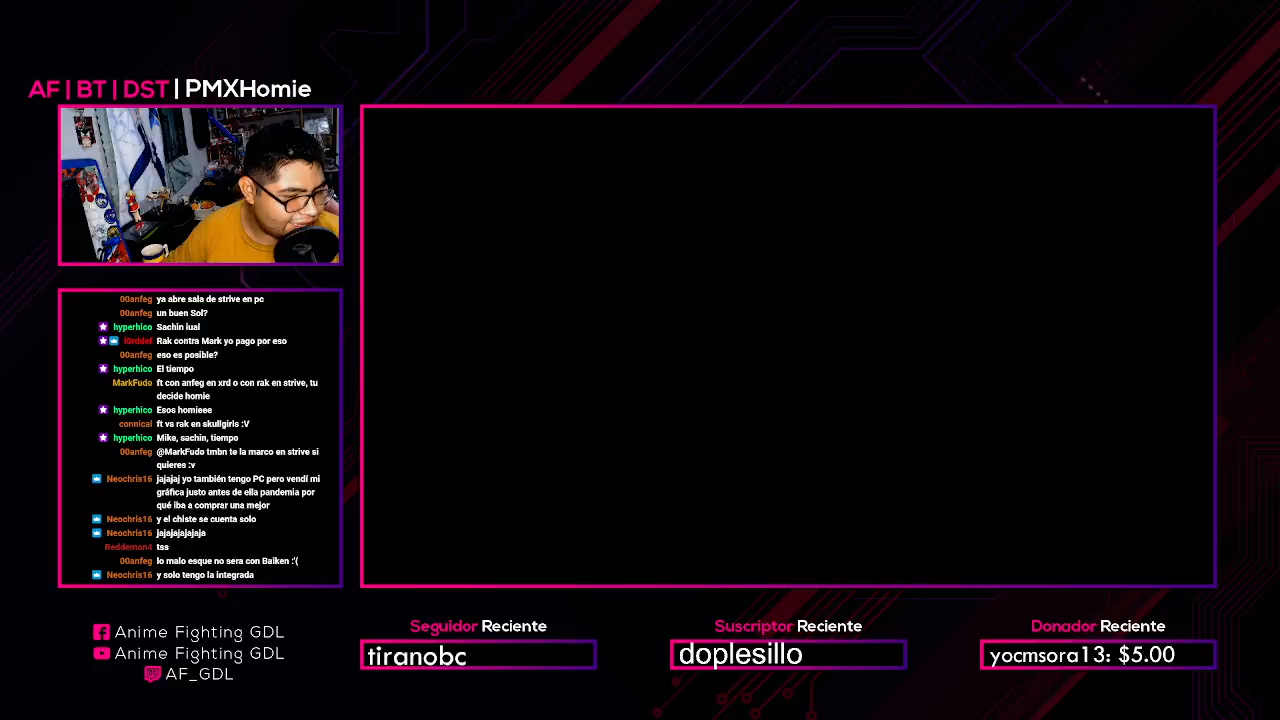 AF | BT | DST | PMXHomie
00anfeg ya abre sala de strive en pc
00anfeg un buen Sol?
hyperhico Sachin iual
l0rddef Rak contra Mark yo pago por eso
00anfeg eso es posible?
hyperhico El tiempo
MarkFudo ft con anfeg en xrd o con rak en strive, tu
decide homie
hyperhico Esos homieee
connical ft vs rak en skullgirls :V
hyperhico Mike, sachin, tiempo
00anfeg @MarkFudo tmbn te la marco en strive si
quieres :v
Neochris16 jajajaj yo también tengo PC pero vendí mi
gráfica justo antes de ella pandemia por
qué iba a comprar una mejor
Neochris16 y el chiste se cuenta solo
Neochris16 jajajajajaja
Reddemon4 tss
00anfeg lo malo esque no sera con Baiken :'(
Neochris16 y solo tengo la integrada
Anime Fighting GDL
Anime Fighting GDL
AF_GDL
Seguidor Reciente
tiranobc
Suscriptor Reciente
doplesillo
Donador Reciente
yocmsora13: $5.00